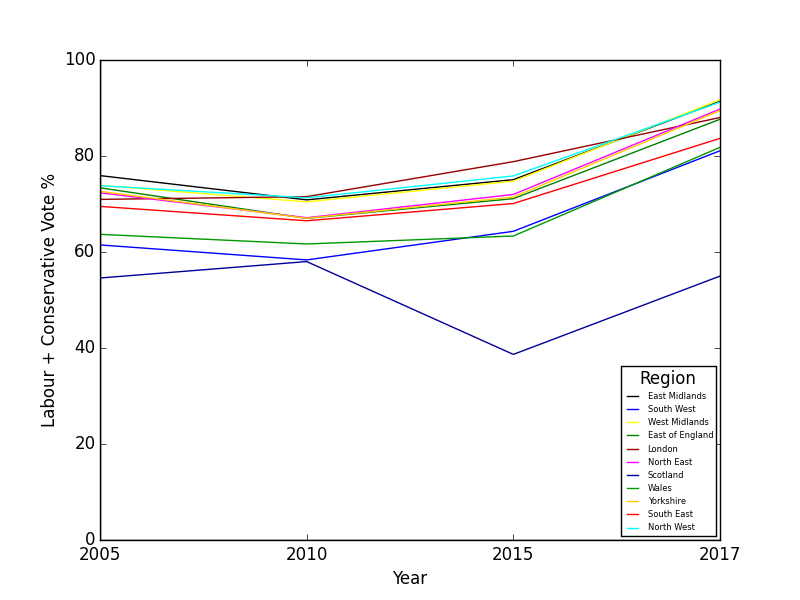 100
80
60
40
20
0
Labour + Conservative Vote %
2005 2010 2015 2017
Year
Region
East Midlands
South West
West Midlands
East of England
London
North East
Scotland
Wales
Yorkshire
South East
North West